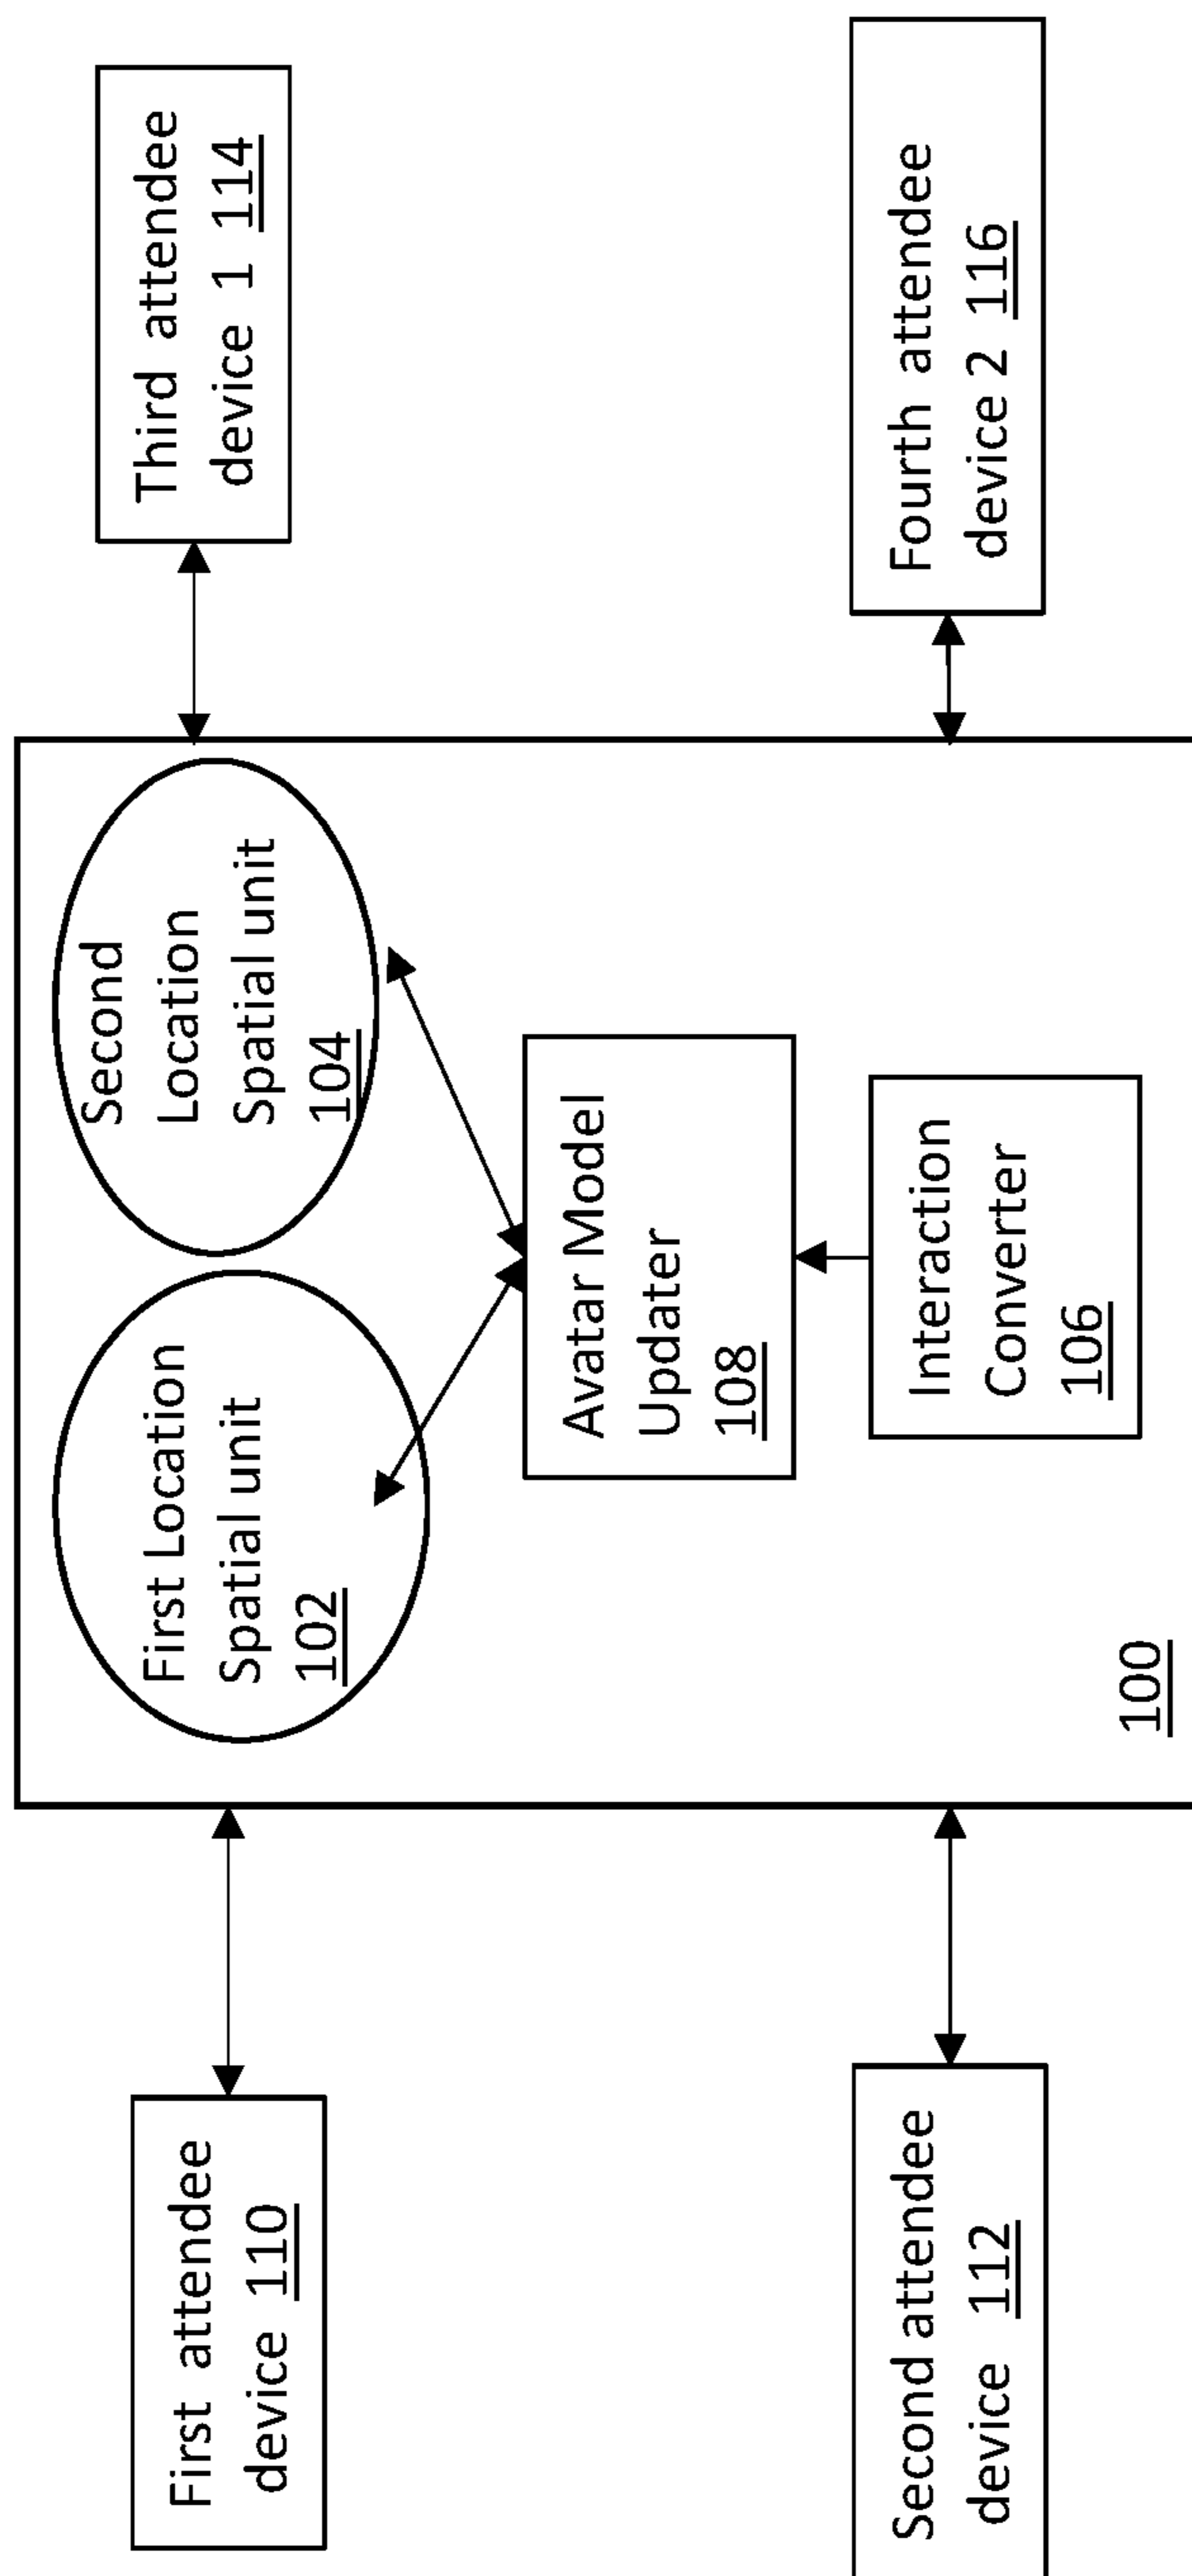 First attendee
device 110
Second attendee
device 112
First Location
Spatial unit
102
Second
Location
Spatial unit
104
Avatar Model
Updater
108
Interaction
Converter
106
100
Third attendee
device 1 114
Fourth attendee
device 2 116